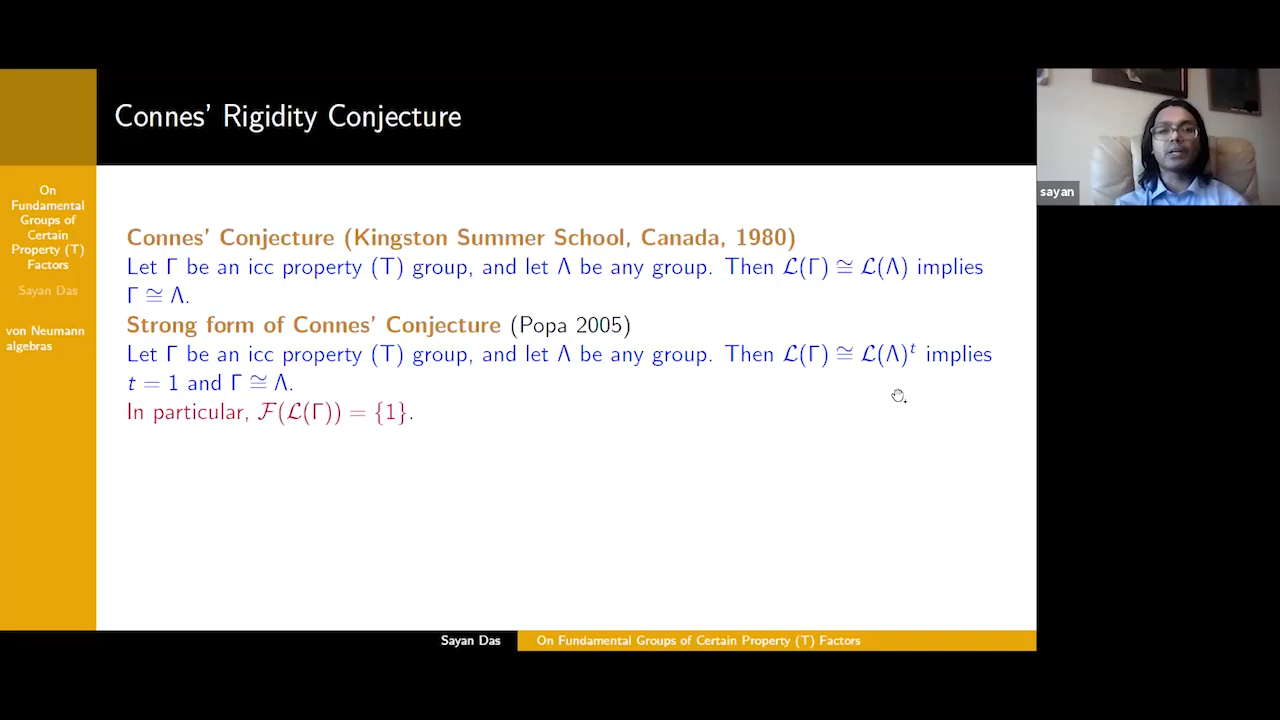 Connes' Rigidity Conjecture
sayan
On
Fundamental
Groups of
Certain
Property (T)
Factors
Sayan Das
von Neumann
algebras
Connes' Conjecture (Kingston Summer School, Canada, 1980)
Let Γ be an icc property (T) group, and let Λ be any group. Then ℒ(Γ) ≅ ℒ(Λ) implies
Γ ≅ Λ.
Strong form of Connes' Conjecture (Popa 2005)
Let Γ be an icc property (T) group, and let Λ be any group. Then ℒ(Γ) ≅ ℒ(Λ)ᵗ implies
t = 1 and Γ ≅ Λ.
In particular, ℱ(ℒ(Γ)) = {1}.
Sayan Das
On Fundamental Groups of Certain Property (T) Factors